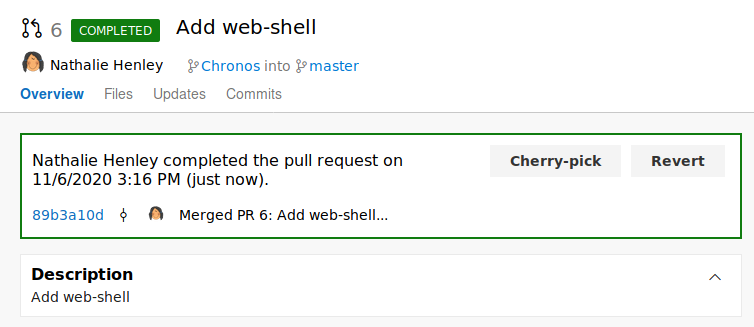 6 COMPLETED Add web-shell
Nathalie Henley Chronos into master
Overview Files Updates Commits
Nathalie Henley completed the pull request on
11/6/2020 3:16 PM (just now).
Cherry-pick Revert
89b3a10d Merged PR 6: Add web-shell...
Description
Add web-shell